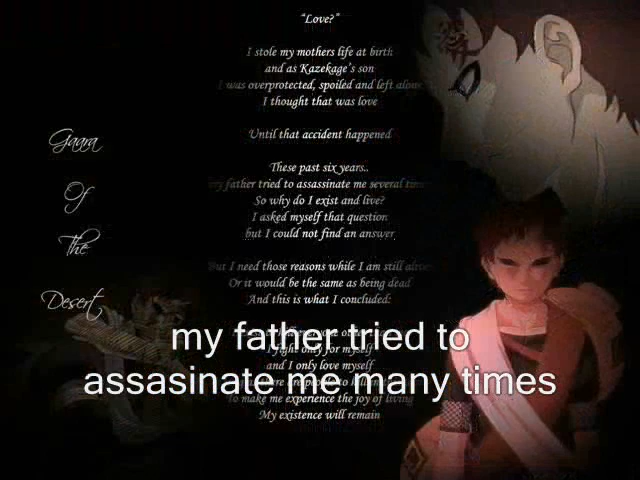 "Love?"
I stole my mothers life at birth
and as Kazekage's son
I was overprotected, spoiled and left alone
I thought that was love
Until that accident happened
These past six years..
my father tried to assassinate me several times
So why do I exist and live?
I asked myself that question
but I could not find an answer
But I need those reasons while I am still alive
Or it would be the same as being dead
And this is what I concluded:
I fight only for myself
and I only love myself
To make me experience the joy of living
My existence will remain
Gaara
Of
The
Desert
my father tried to
assasinate me many times